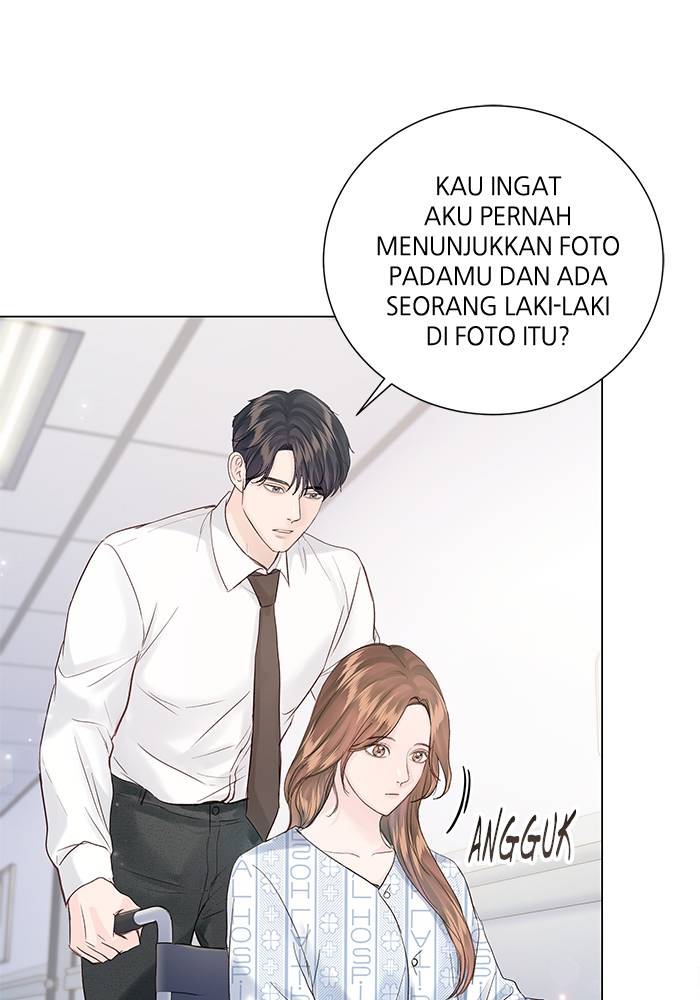 KAU INGAT
AKU PERNAH
MENUNJUKKAN FOTO
PADAMU DAN ADA
SEORANG LAKI-LAKI
DI FOTO ITU?
ANGGUK